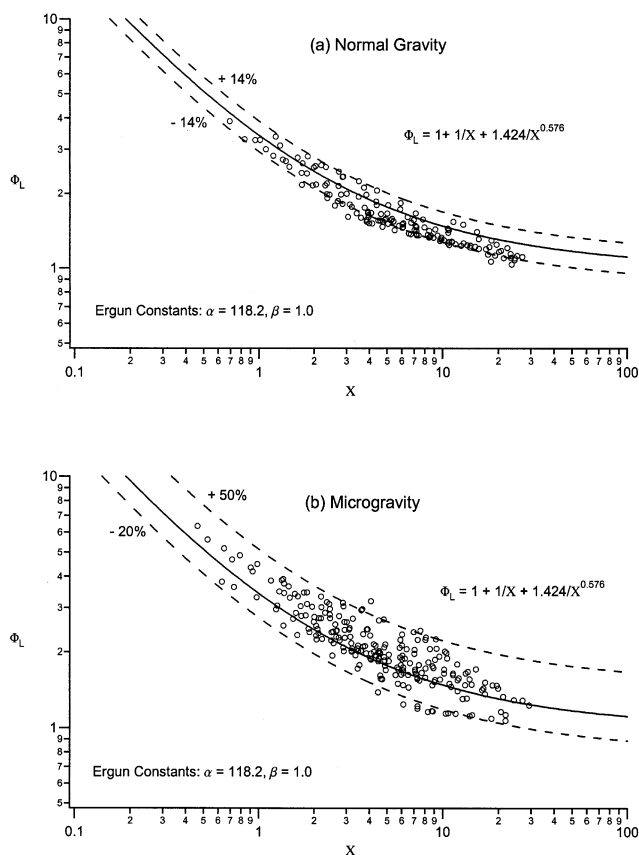 10
9
8
7
6
5
4
3
2
1
9
8
7
6
5
Φ_L
(a) Normal Gravity
+ 14%
- 14%
Φ_L = 1+ 1/X + 1.424/X^0.576
Ergun Constants: α = 118.2, β = 1.0
0.1 2 3 4 5 6 7 8 9 1 2 3 4 5 6 7 8 9 10 2 3 4 5 6 7 8 9 100
X
10
9
8
7
6
5
4
3
2
1
9
8
7
6
5
Φ_L
(b) Microgravity
+ 50%
- 20%
Φ_L = 1 + 1/X + 1.424/X^0.576
Ergun Constants: α = 118.2, β = 1.0
0.1 2 3 4 5 6 7 8 9 1 2 3 4 5 6 7 8 9 10 2 3 4 5 6 7 8 9 100
X